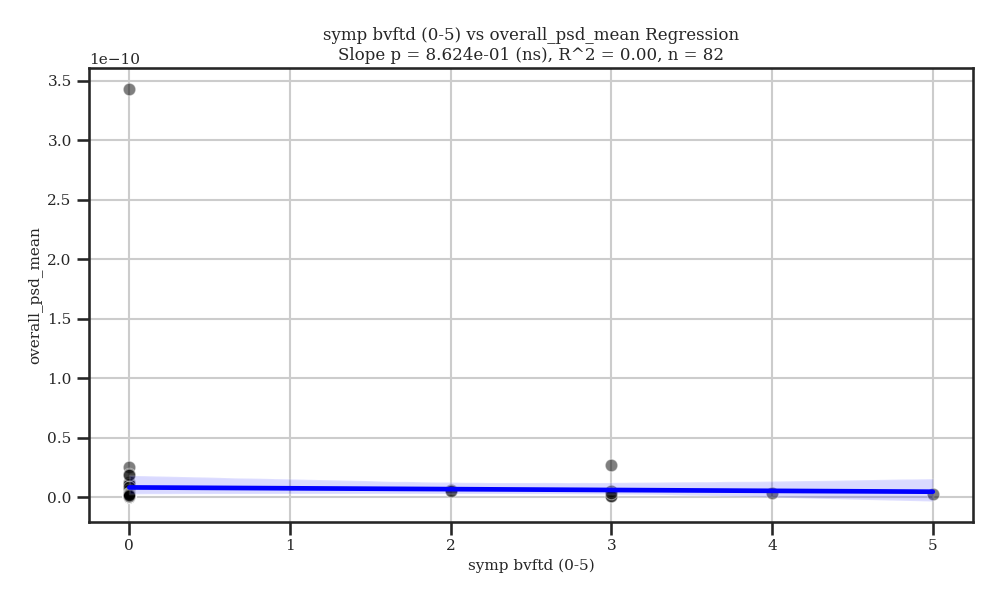 symp bvftd (0-5) vs overall_psd_mean Regression
Slope p = 8.624e-01 (ns), R^2 = 0.00, n = 82
1e−10
3.5
3.0
2.5
2.0
1.5
1.0
0.5
0.0
overall_psd_mean
0 1 2 3 4 5
symp bvftd (0-5)